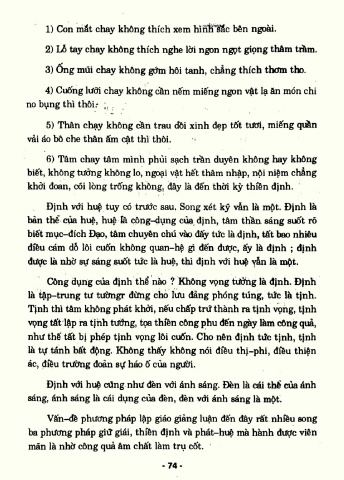 1) Con mắt chay không thích xem hình sắc bên ngoài.
2) Lỗ tay chay không thích nghe lời ngon ngọt giọng thâm trầm.
3) Ống mũi chay không gớm hôi tanh, chẳng thích thơm tho.
4) Cuống lưỡi chay không cần nếm miếng ngon vật lạ ăn món chi
no bụng thì thôi.
5) Thân chay không cần trau dồi xinh đẹp tốt tươi, miếng quần
vải áo bô che thân ấm cật thì thôi.
6) Tâm chay tâm mình phủi sạch trần duyên không hay không
biết, không tưởng không lo, ngoại vật hết thâm nhập, nội niệm chẳng
khởi đoan, cõi lòng trống không, đây là đến thời kỳ thiền định.
Định với huệ tuy có trước sau. Song xét kỹ vẫn là một. Định là
bản thể của huệ, huệ là công-dụng của định, tâm thần sáng suốt rõ
biết mục-đích Đạo, tâm chuyên chú vào đấy tức là định, tất bao nhiêu
điều cám dỗ lôi cuốn không quan-hệ gì đến được, ấy là định ; định
được là nhờ sự sáng suốt tức là huệ, thì định với huệ vẫn là một.
Công dụng của định thể nào ? Không vọng tưởng là định. Định
là tập-trung tư tườngr đừng cho lưu đãng phóng túng, tức là tịnh.
Tịnh thì tâm không phát khởi, nếu chấp trứ thành ra tịnh vọng, tịnh
vọng tất lập ra tịnh tướng, tọa thiền công phu đến ngày làm công quả,
như thế tất bị phép tịnh vọng lôi cuốn. Cho nên định tức tịnh, tịnh
là tự tánh bất động. Không thấy không nói điều thị-phi, điều thiện
ác, điều trường đoản sự háo ố của người.
Định với huệ cũng như đèn với ánh sáng. Đèn là cái thể của ánh
sáng, ánh sáng là cái dụng của đèn, đèn với ánh sáng là một.
Vấn-đề phương pháp lập giáo giảng luận đến đây rất nhiều song
ba phương pháp giữ giái, thiền định và phát-huệ mà hành được viên
mãn là nhờ công quả âm chất làm trụ cốt.
- 74 -